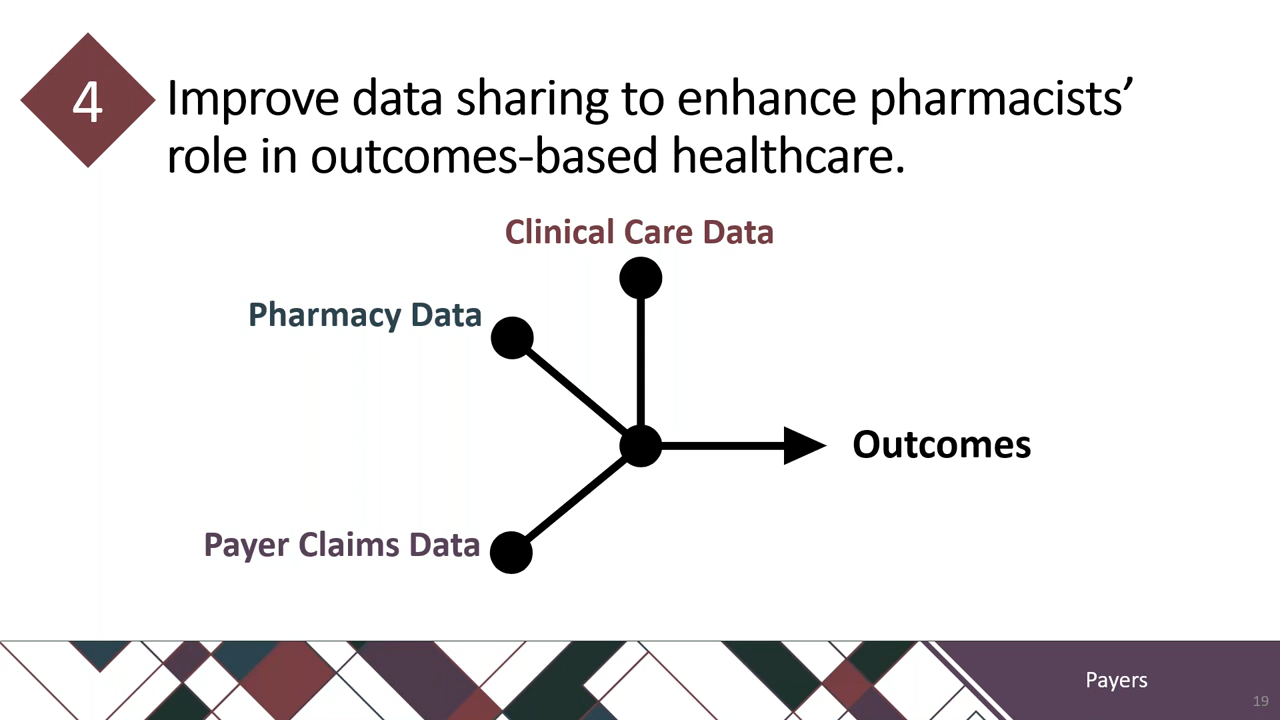 4
Improve data sharing to enhance pharmacists’
role in outcomes-based healthcare.
Clinical Care Data
Pharmacy Data
Outcomes
Payer Claims Data
Payers
19